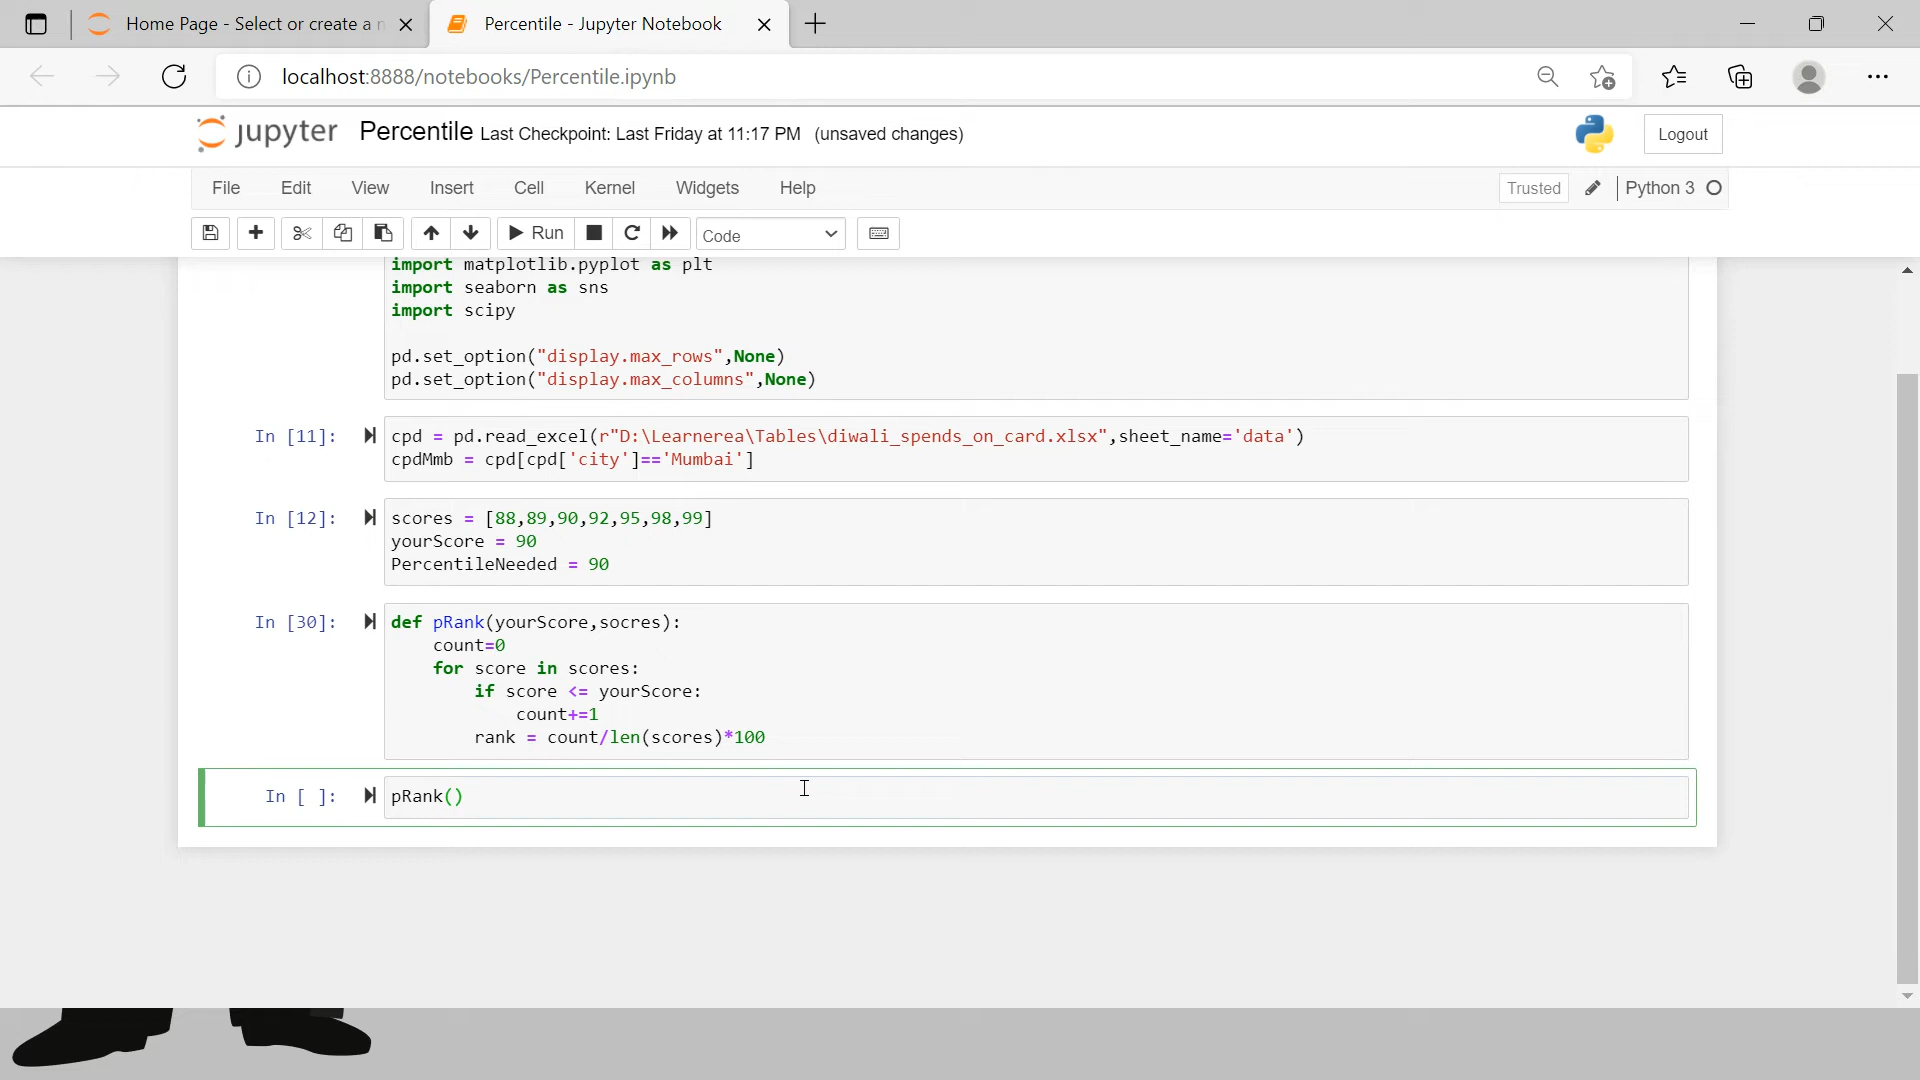 Home Page - Select or create a n
Percentile - Jupyter Notebook
localhost:8888/notebooks/Percentile.ipynb
jupyter Percentile Last Checkpoint: Last Friday at 11:17 PM (unsaved changes)
Logout
File Edit View Insert Cell Kernel Widgets Help
Trusted Python 3
Run Code
import matplotlib.pyplot as plt
import seaborn as sns
import scipy
pd.set_option("display.max_rows",None)
pd.set_option("display.max_columns",None)
In [11]: cpd = pd.read_excel(r"D:\Learnerea\Tables\diwali_spends_on_card.xlsx",sheet_name='data')
cpdMmb = cpd[cpd['city']=='Mumbai']
In [12]: scores = [88,89,90,92,95,98,99]
yourScore = 90
PercentileNeeded = 90
In [30]: def pRank(yourScore,socres):
count=0
for score in scores:
if score <= yourScore:
count+=1
rank = count/len(scores)*100
In [ ]: pRank()